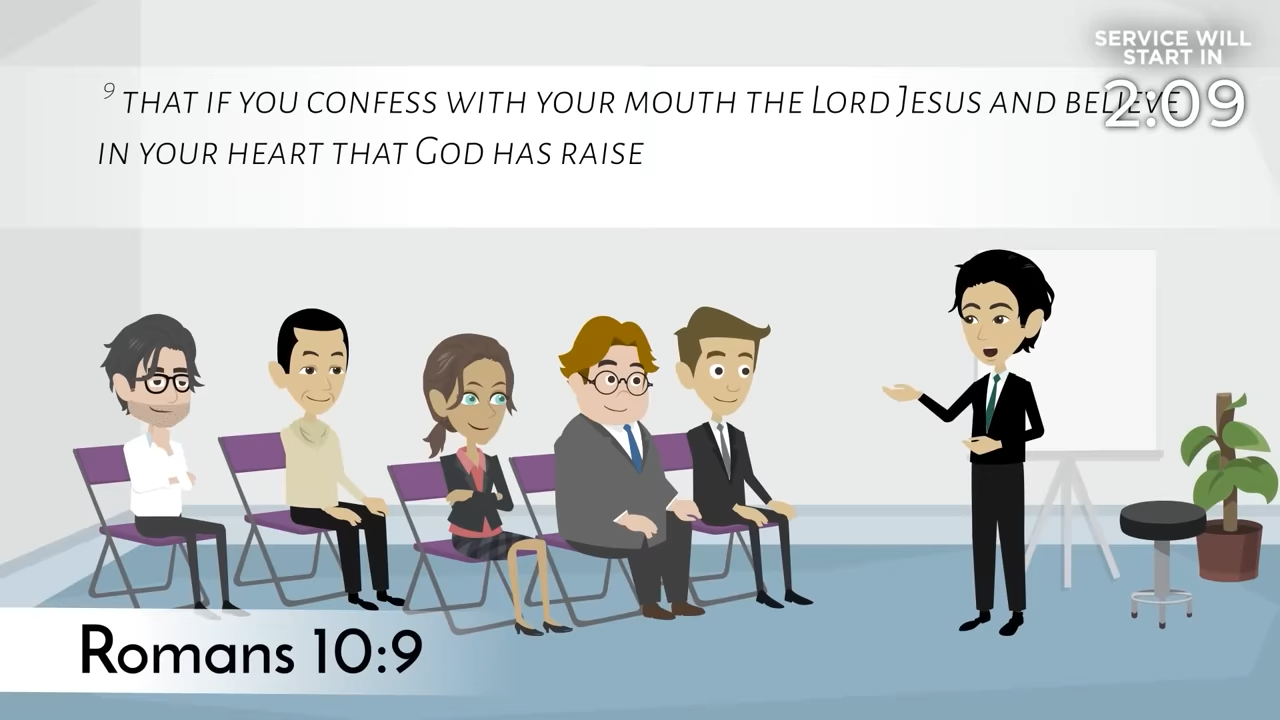 ⁹ THAT IF YOU CONFESS WITH YOUR MOUTH THE LORD JESUS AND BELIEVE
IN YOUR HEART THAT GOD HAS RAISE
SERVICE WILL
START IN
2:09
Romans 10:9